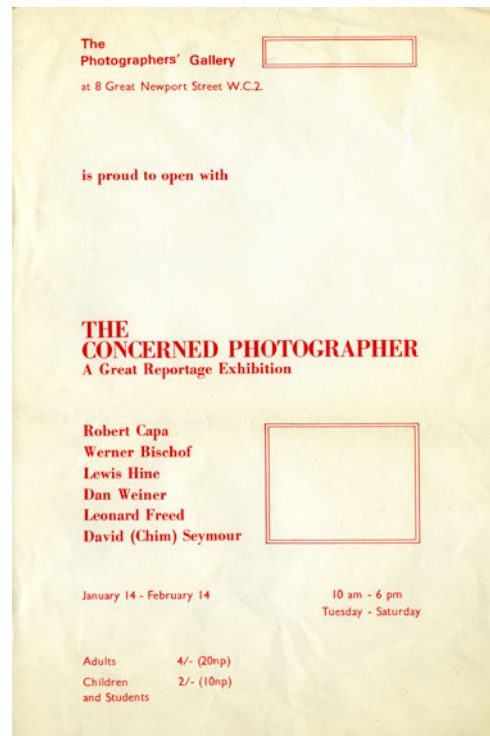 The
Photographers' Gallery
at 8 Great Newport Street W.C.2.
is proud to open with
THE
CONCERNED PHOTOGRAPHER
A Great Reportage Exhibition
Robert Capa
Werner Bischof
Lewis Hine
Dan Weiner
Leonard Freed
David (Chim) Seymour
January 14 - February 14
10 am - 6 pm
Tuesday - Saturday
Adults 4/- (20np)
Children 2/- (10np)
and Students